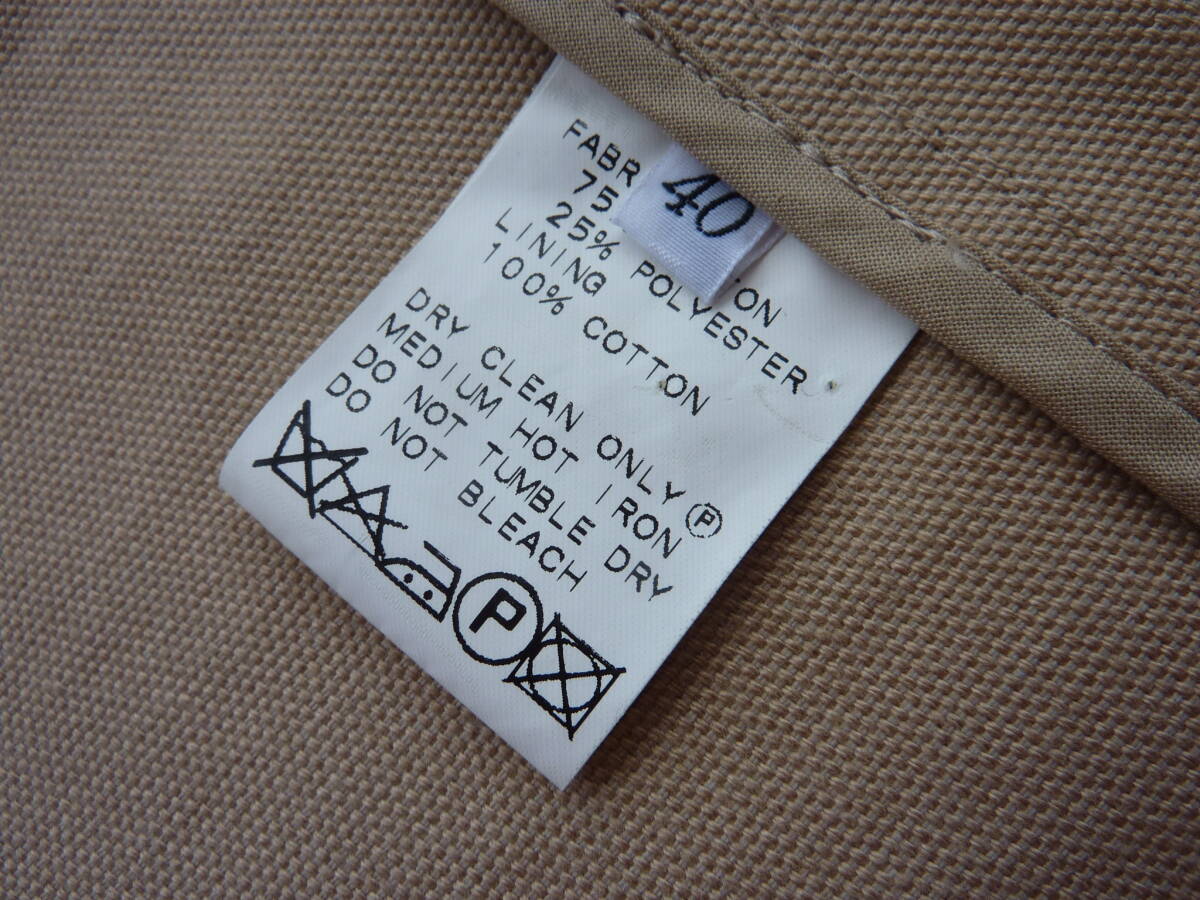 FABR
40
75 TON
25% POLYESTER
LINING
100% COTTON
DRY CLEAN ONLY Ⓟ
MEDIUM HOT IRON
DO NOT TUMBLE DRY
DO NOT BLEACH
P